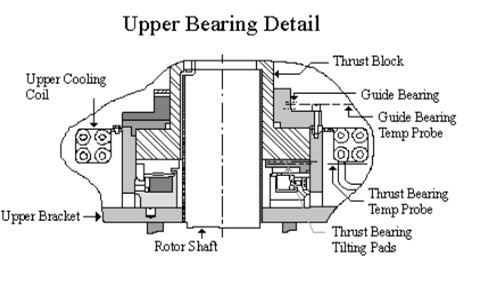 Upper Bearing Detail
Thrust Block
Upper Cooling
Coil
Guide Bearing
Guide Bearing
Temp Probe
Thrust Bearing
Temp Probe
Upper Bracket
Rotor Shaft
Thrust Bearing
Tilting Pads